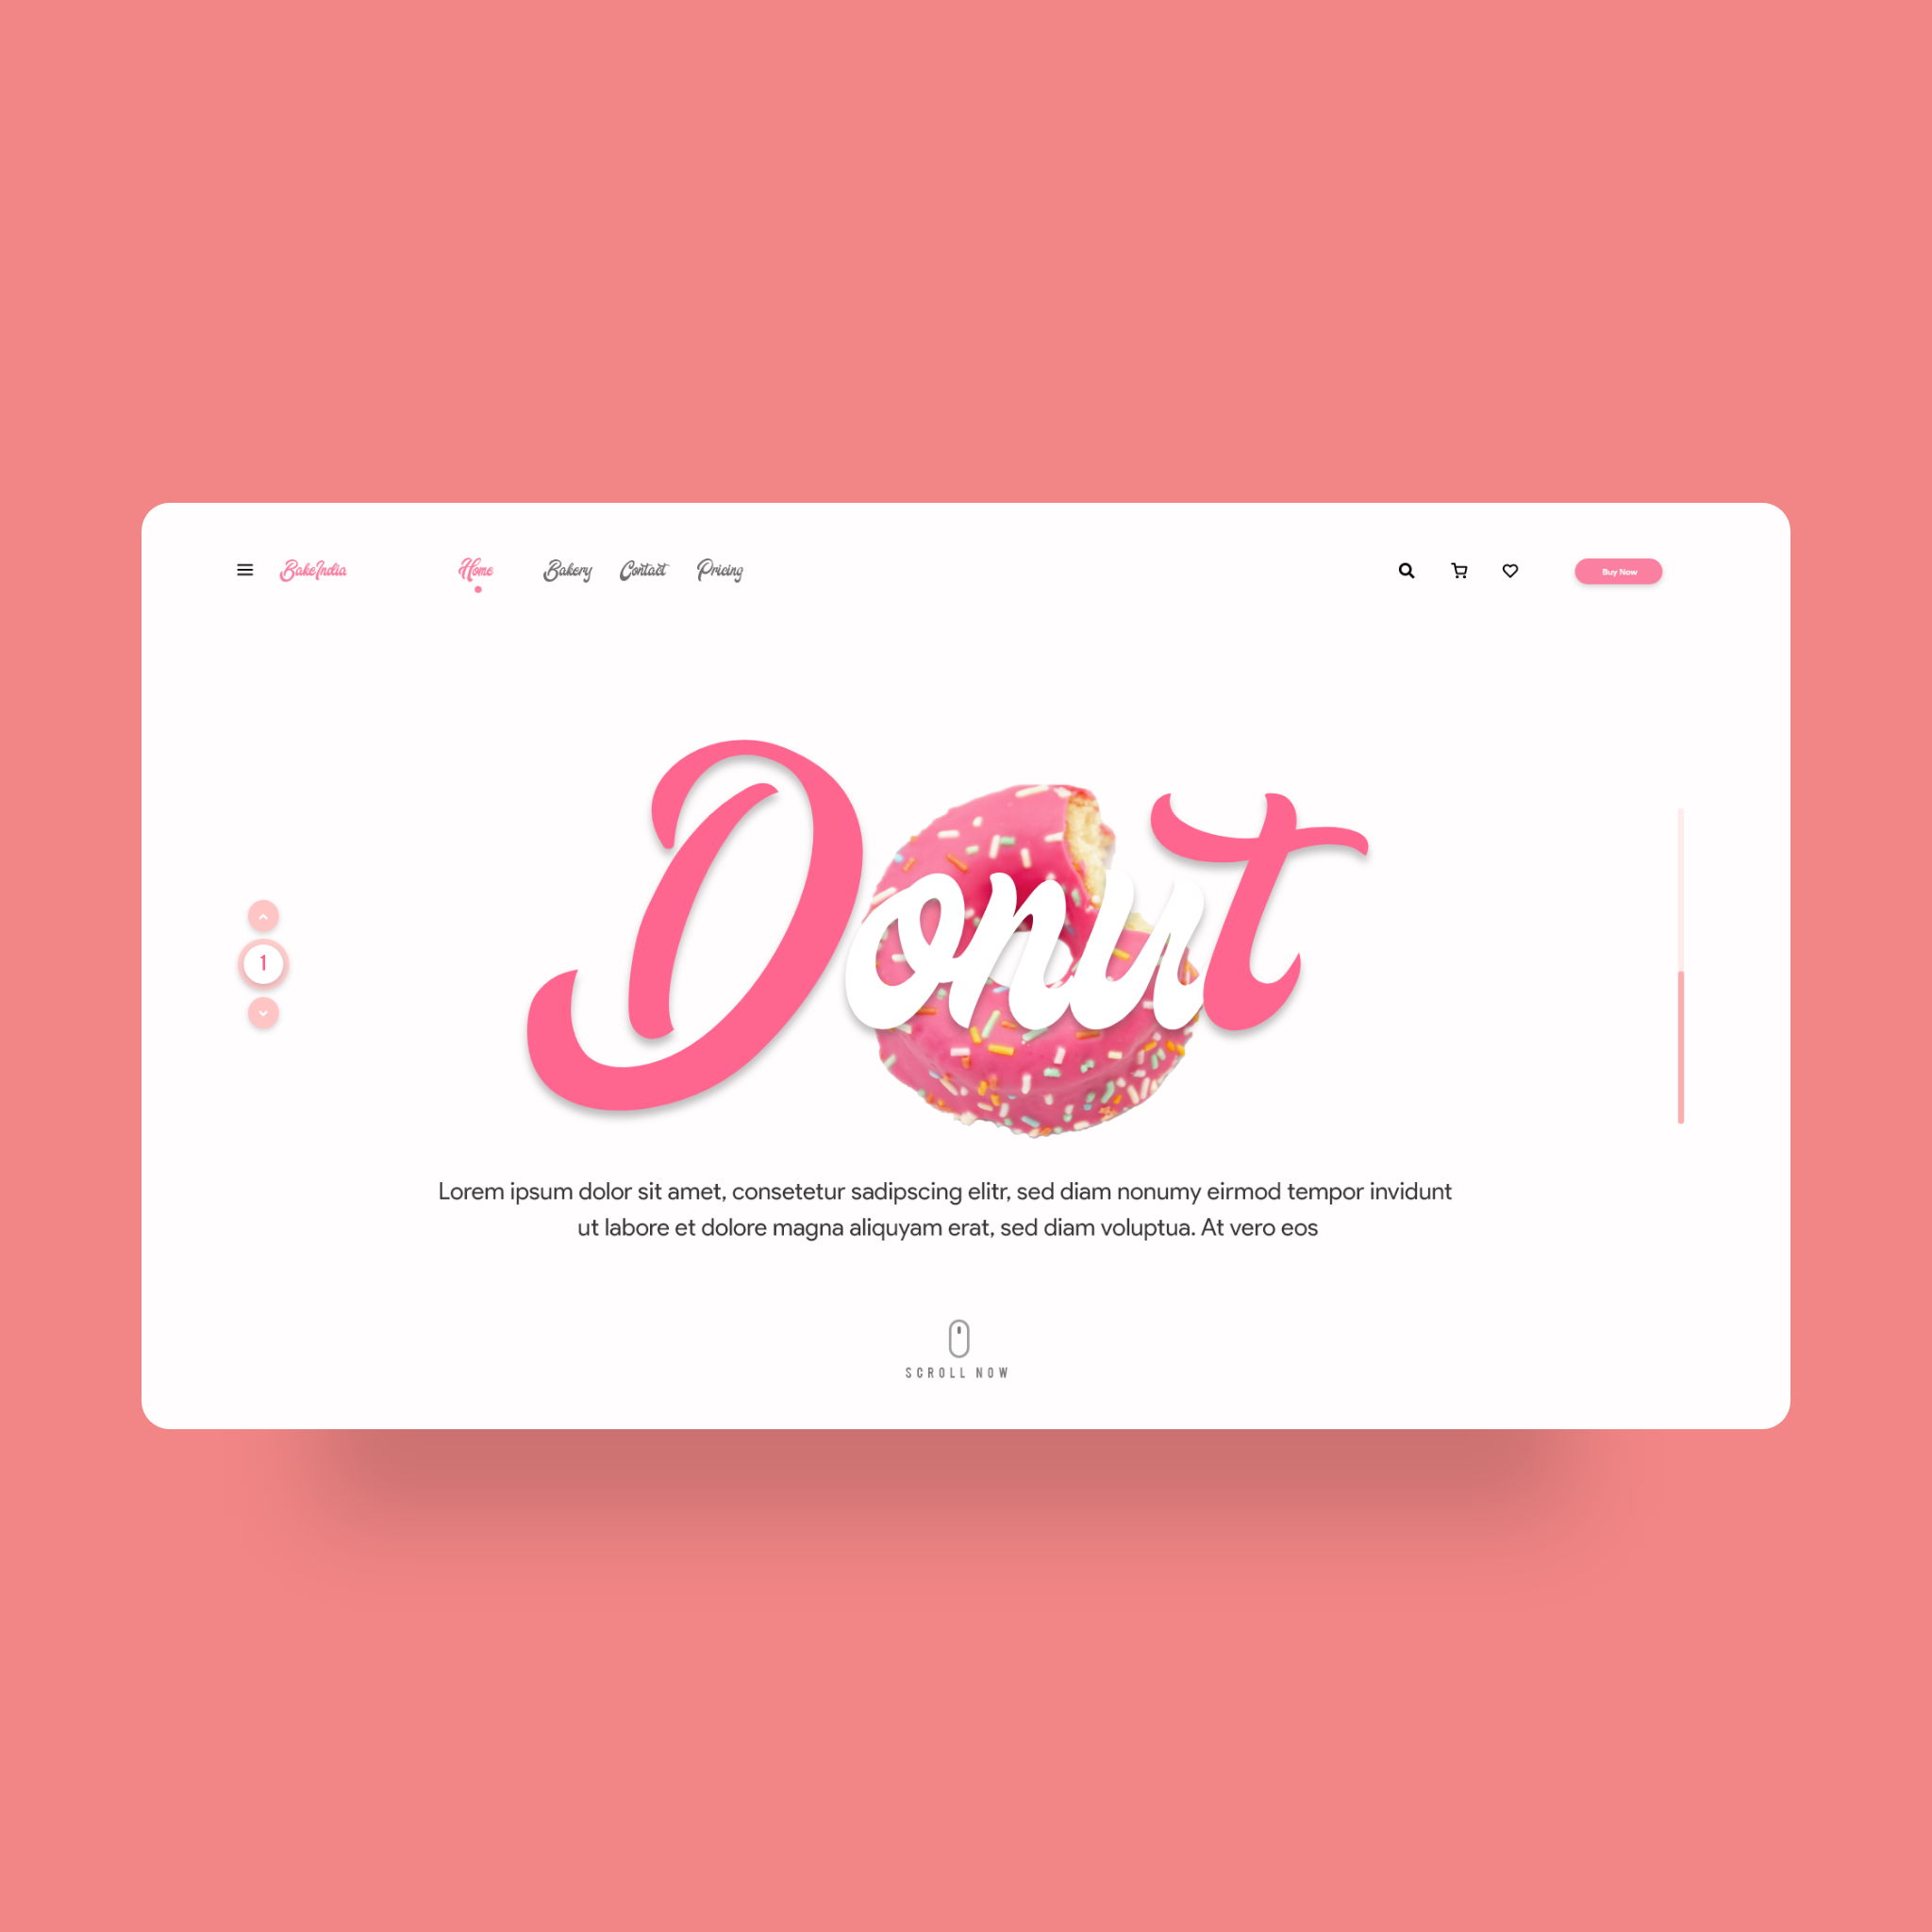 BakeIndia Home Bakery Contact Pricing Buy Now
Donut
1
Lorem ipsum dolor sit amet, consetetur sadipscing elitr, sed diam nonumy eirmod tempor invidunt
ut labore et dolore magna aliquyam erat, sed diam voluptua. At vero eos
SCROLL NOW